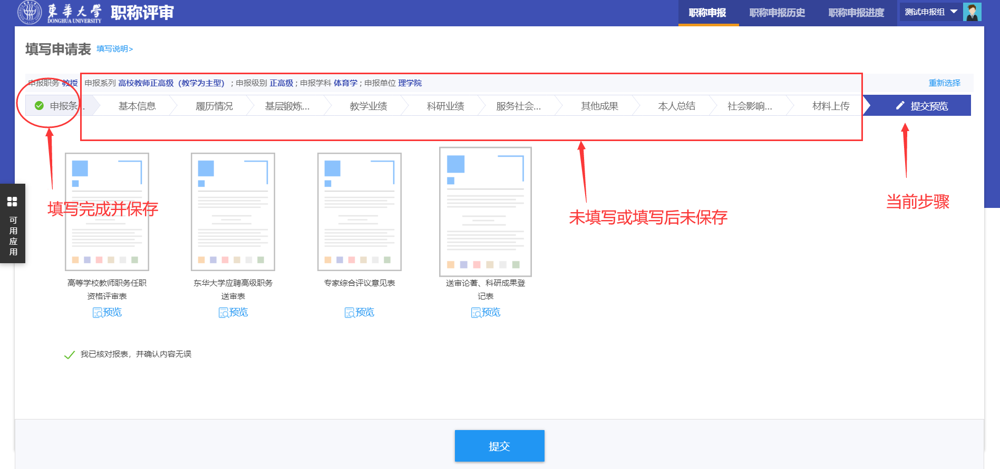 東華大学 DONGHUA UNIVERSITY 职称评审
职称申报 职称申报历史 职称申报进度 测试申报组
填写申请表 填写说明>
申报职务 教授 申报系列 高校教师正高级（教学为主型） ; 申报级别 正高级 ; 申报学科 体育学 ; 申报单位 理学院 重新选择
申报条... 基本信息 履历情况 基层锻炼... 教学业绩 科研业绩 服务社会... 其他成果 本人总结 社会影响... 材料上传 提交预览
填写完成并保存
未填写或填写后未保存
当前步骤
可用应用
高等学校教师职务任职
资格评审表
预览
东华大学应聘高级职务
送审表
预览
专家综合评议意见表
预览
送审论著、科研成果登
记表
预览
我已核对报表，并确认内容无误
提交